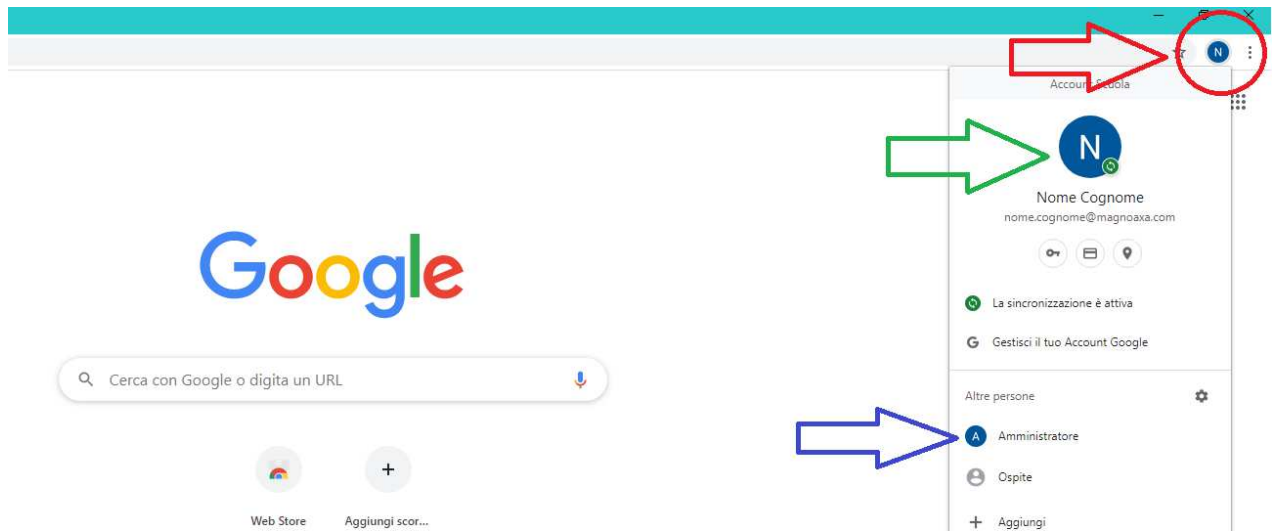 N
Account Scuola
N
Nome Cognome
nome.cognome@magnoaxa.com
La sincronizzazione è attiva
G Gestisci il tuo Account Google
Altre persone
A Amministratore
Ospite
+ Aggiungi
Google
Cerca con Google o digita un URL
+
Web Store Aggiungi scor...